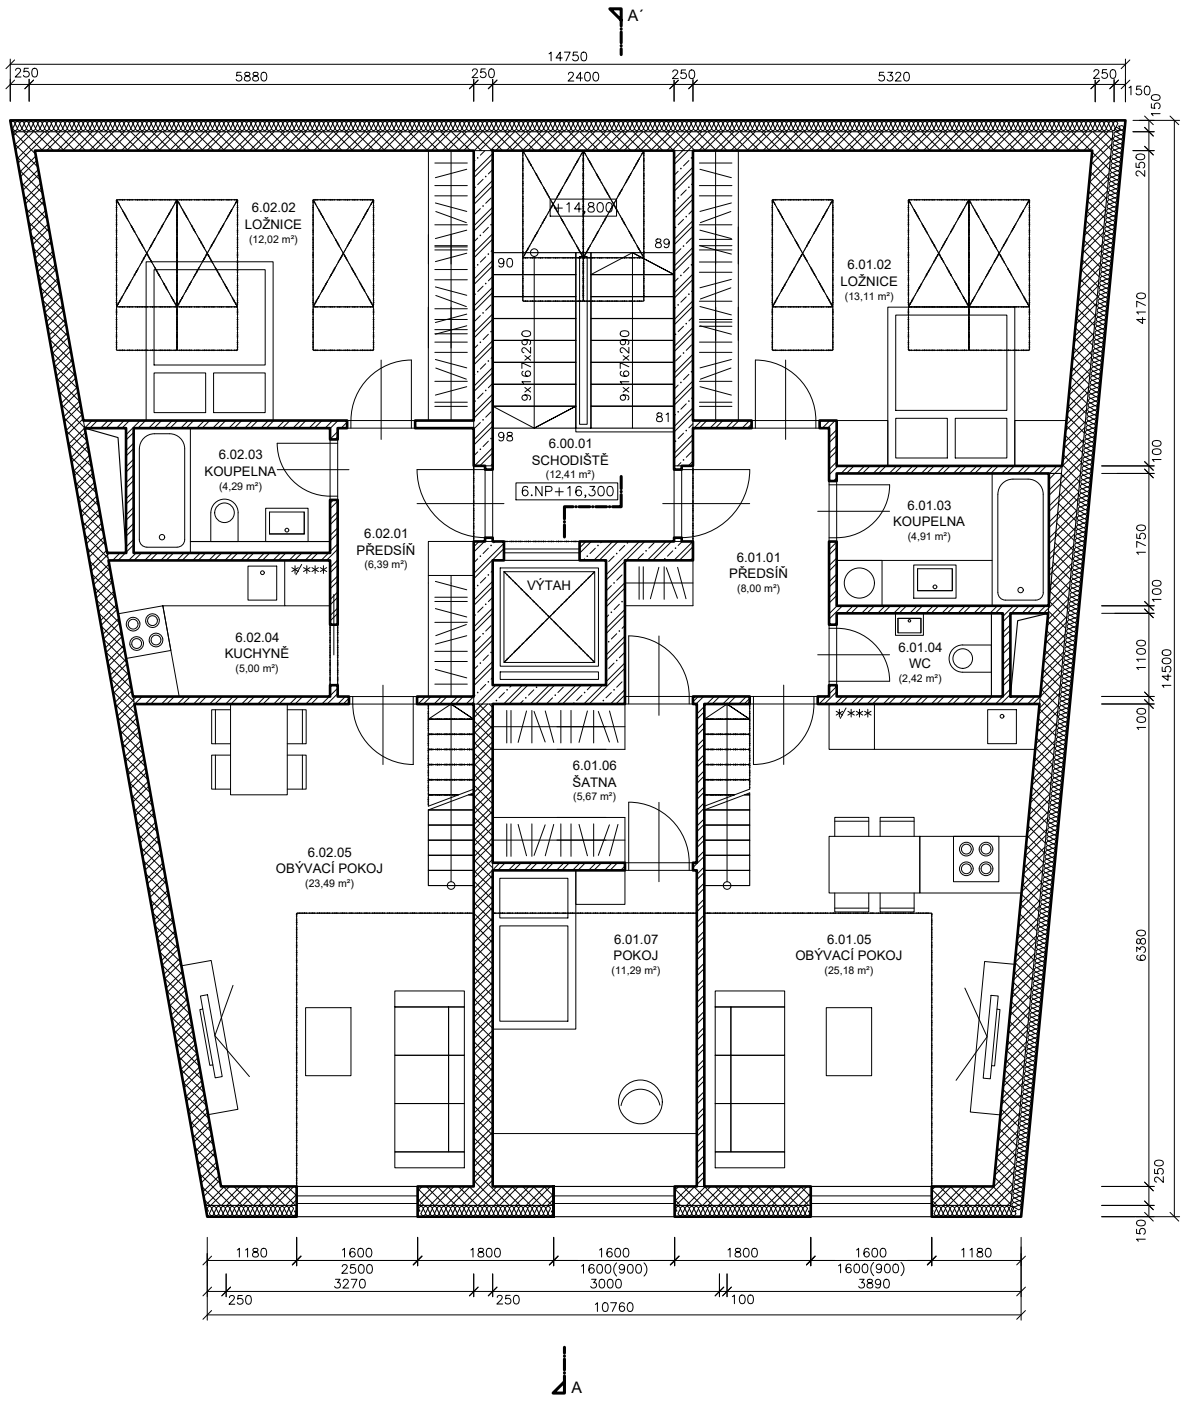 A´
14750
250
5880
250
2400
250
5320
250
150
150
250
4170
100
1750
100
1100
100
14500
6380
250
150
6.02.02
LOŽNICE
(12,02 m²)
+14,800
90
89
9x167x290
9x167x290
98
81
6.01.02
LOŽNICE
(13,11 m²)
6.02.03
KOUPELNA
(4,29 m²)
6.00.01
SCHODIŠTĚ
(12,41 m²)
6.NP+16,300
6.02.01
PŘEDSÍŇ
(6,39 m²)
6.01.03
KOUPELNA
(4,91 m²)
VÝTAH
6.01.01
PŘEDSÍŇ
(8,00 m²)
*/***
6.02.04
KUCHYNĚ
(5,00 m²)
6.01.04
WC
(2,42 m²)
*/***
6.01.06
ŠATNA
(5,67 m²)
6.02.05
OBÝVACÍ POKOJ
(23,49 m²)
6.01.07
POKOJ
(11,29 m²)
6.01.05
OBÝVACÍ POKOJ
(25,18 m²)
1180
1600
1800
1600
1800
1600
1180
2500
1600(900)
1600(900)
3270
3000
3890
250
250
100
10760
A